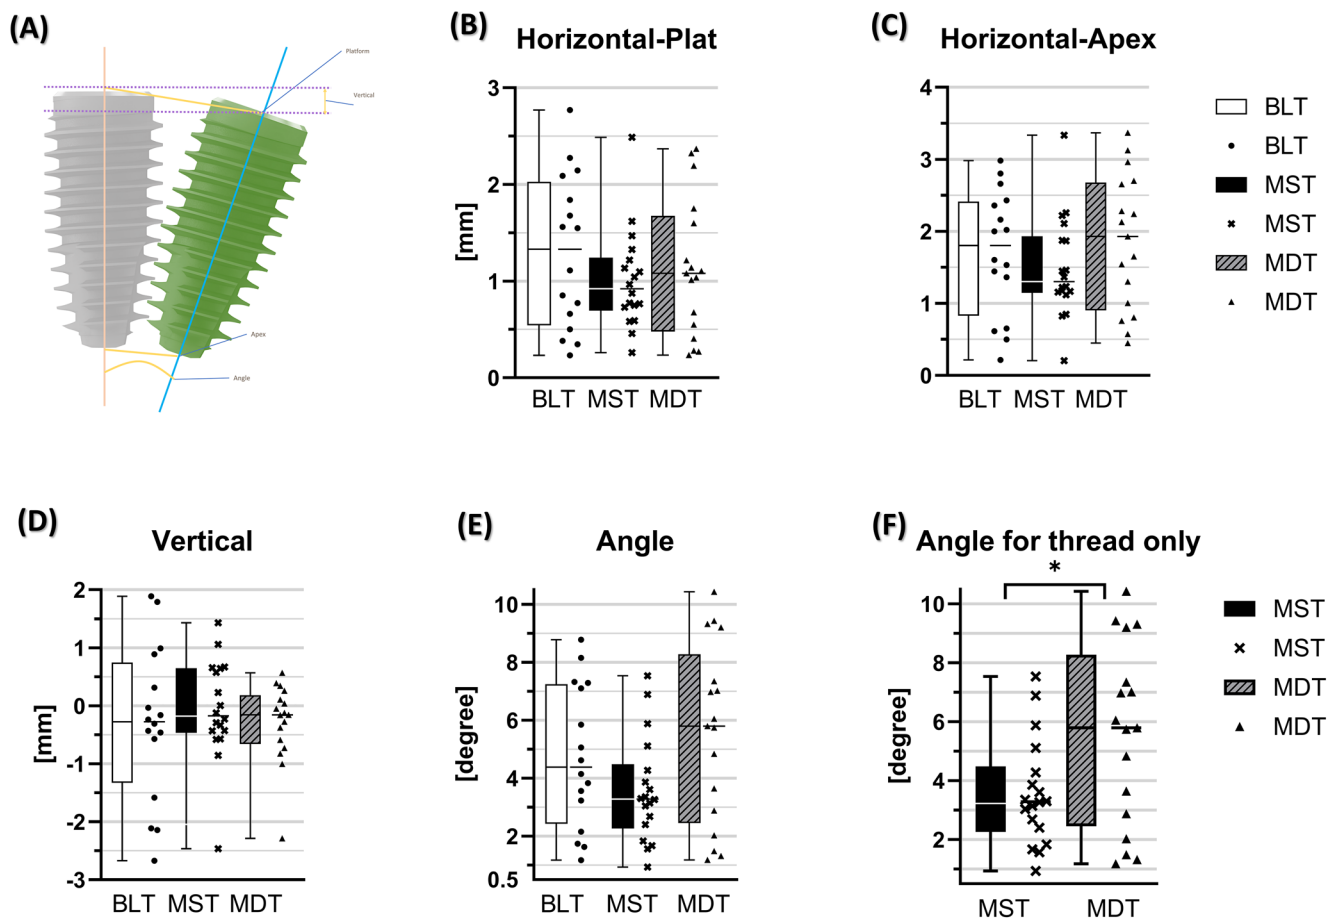 (A)
Platform
Vertical
Apex
Angle
(B)
Horizontal-Plat
[mm]
3
2
1
0
BLT MST MDT
(C)
Horizontal-Apex
4
3
2
1
0
BLT MST MDT
BLT
BLT
MST
MST
MDT
MDT
(D)
Vertical
[mm]
2
1
0
-1
-2
-3
BLT MST MDT
(E)
Angle
[degree]
10
8
6
4
2
0.5
BLT MST MDT
(F)
Angle for thread only
*
[degree]
10
8
6
4
2
MST MDT
MST
MST
MDT
MDT